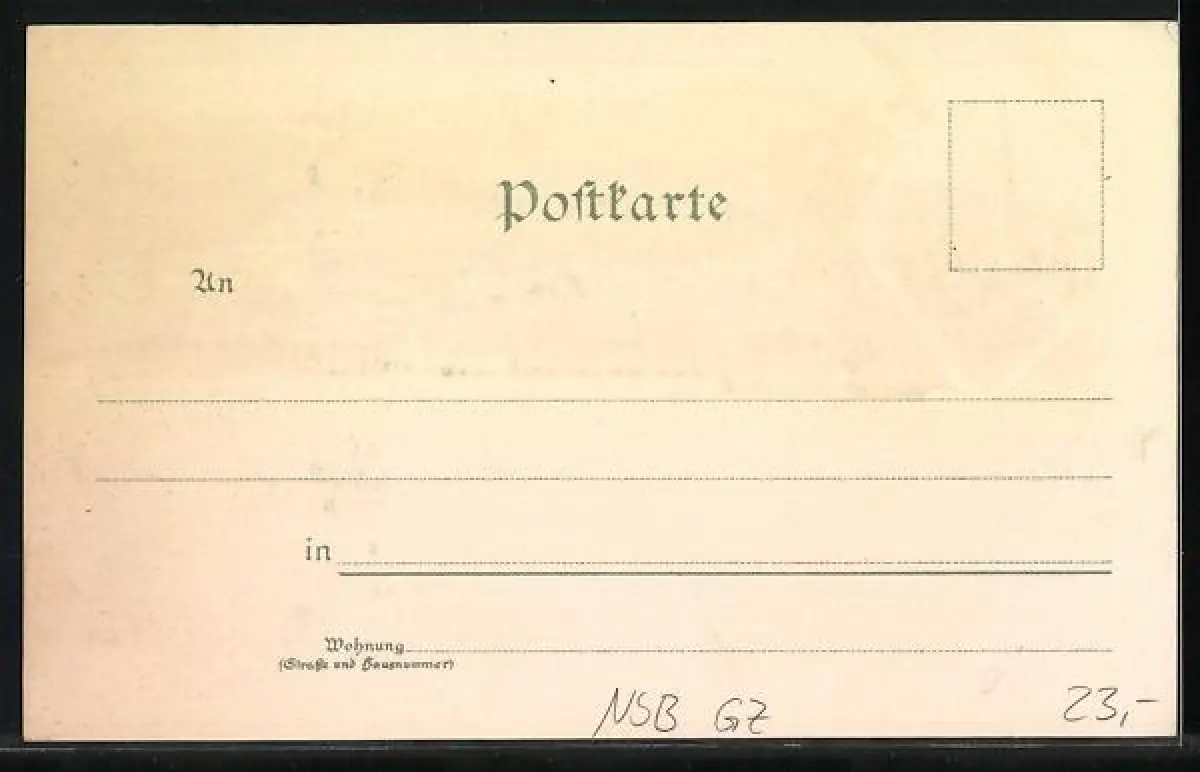 Postkarte
An
in
Wohnung
(Straße und Hausnummer)
NSB GZ 23,-